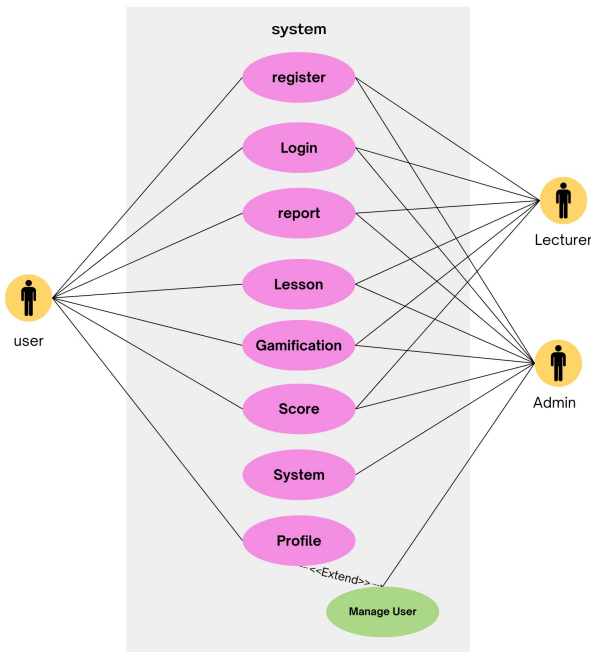 system
register
Login
report
Lecturer
Lesson
user
Gamification
Admin
Score
System
Profile
<<Extend>>
Manage User